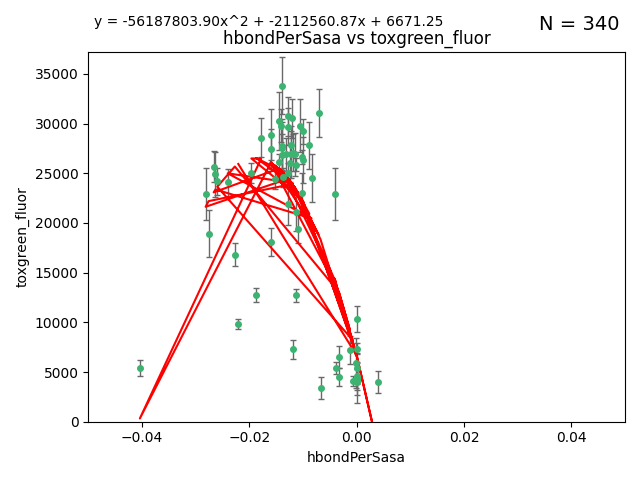 y = -56187803.90x^2 + -2112560.87x + 6671.25
N = 340
hbondPerSasa vs toxgreen_fluor
35000
30000
25000
20000
15000
10000
5000
0
toxgreen_fluor
−0.04
−0.02
0.00
0.02
0.04
hbondPerSasa